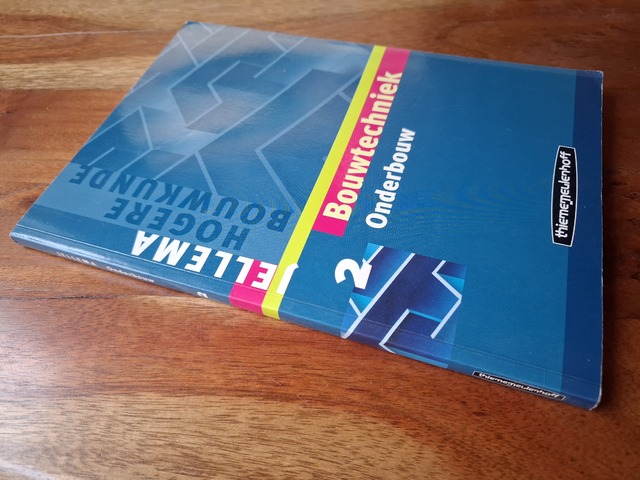 JELLEMA
HOGERE
BOUWKUNDE
Bouwtechniek
Onderbouw
2
thiememeulenhoff
thiememeulenhoff